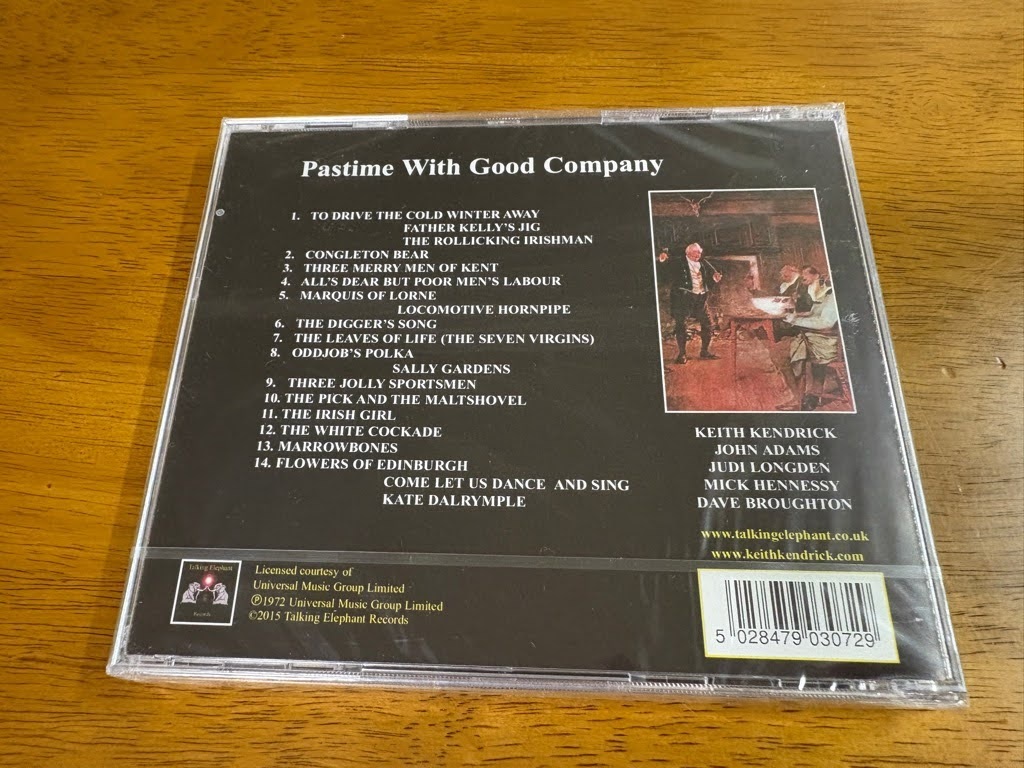 Pastime With Good Company
1. TO DRIVE THE COLD WINTER AWAY
FATHER KELLY'S JIG
THE ROLLICKING IRISHMAN
2. CONGLETON BEAR
3. THREE MERRY MEN OF KENT
4. ALL'S DEAR BUT POOR MEN'S LABOUR
5. MARQUIS OF LORNE
LOCOMOTIVE HORNPIPE
6. THE DIGGER'S SONG
7. THE LEAVES OF LIFE (THE SEVEN VIRGINS)
8. ODDJOB'S POLKA
SALLY GARDENS
9. THREE JOLLY SPORTSMEN
10. THE PICK AND THE MALTSHOVEL
11. THE IRISH GIRL
12. THE WHITE COCKADE
13. MARROWBONES
14. FLOWERS OF EDINBURGH
COME LET US DANCE AND SING
KATE DALRYMPLE
KEITH KENDRICK
JOHN ADAMS
JUDI LONGDEN
MICK HENNESSY
DAVE BROUGHTON
www.talkingelephant.co.uk
www.keithkendrick.com
Talking Elephant
Records
Licensed courtesy of
Universal Music Group Limited
℗1972 Universal Music Group Limited
©2015 Talking Elephant Records
5 028479 030729